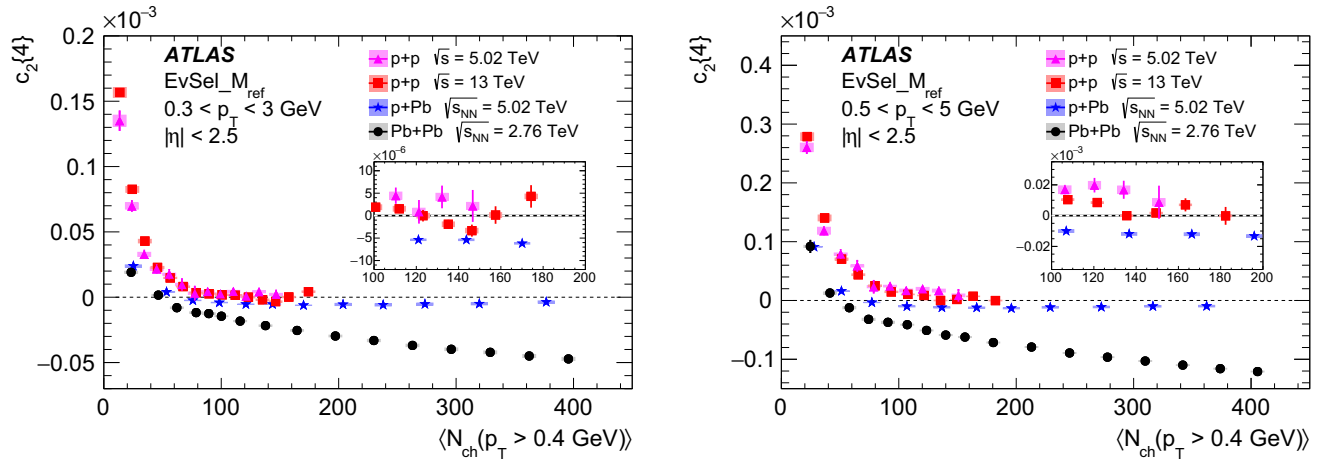 ×10⁻³
c₂{4}
0.2
0.15
0.1
0.05
0
−0.05
ATLAS
EvSel_M_ref
0.3 < p_T < 3 GeV
|η| < 2.5
p+p √s = 5.02 TeV
p+p √s = 13 TeV
p+Pb √s_NN = 5.02 TeV
Pb+Pb √s_NN = 2.76 TeV
×10⁻⁶
10
5
0
−5
−10
100 120 140 160 180 200
0 100 200 300 400
⟨N_ch(p_T > 0.4 GeV)⟩
×10⁻³
c₂{4}
0.4
0.3
0.2
0.1
0
−0.1
ATLAS
EvSel_M_ref
0.5 < p_T < 5 GeV
|η| < 2.5
p+p √s = 5.02 TeV
p+p √s = 13 TeV
p+Pb √s_NN = 5.02 TeV
Pb+Pb √s_NN = 2.76 TeV
×10⁻³
0.02
0
−0.02
100 120 140 160 180 200
0 100 200 300 400
⟨N_ch(p_T > 0.4 GeV)⟩